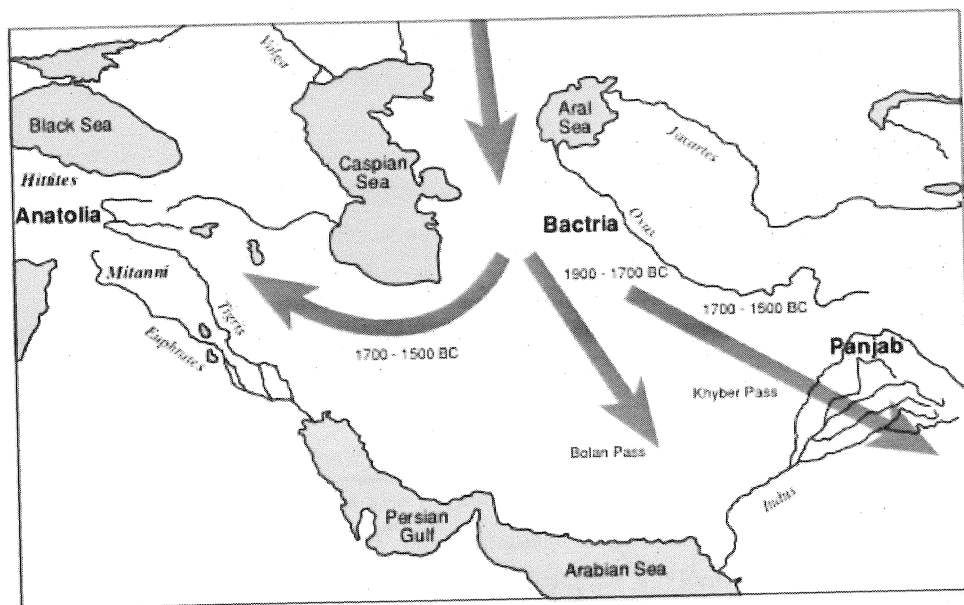 Volga
Aral
Sea
Black Sea
Jaxartes
Caspian
Sea
Hittites
Anatolia
Oxus
Bactria
Mitanni
1900 - 1700 BC
Tigris
1700 - 1500 BC
Euphrates
1700 - 1500 BC
Panjab
Khyber Pass
Bolan Pass
Indus
Persian
Gulf
Arabian Sea